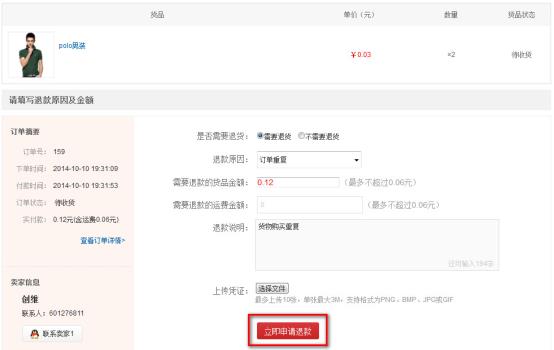 货品 单价（元） 数量 货品状态
polo男装 ￥0.03 ×2 待收货
请填写退款原因及金额
订单摘要
订单号： 159
下单时间： 2014-10-10 19:31:09
付款时间： 2014-10-10 19:31:53
订单状态： 待收货
实付款： 0.12元(含运费0.06元)
查看订单详情>
卖家信息
创维
联系人：601276811
联系卖家1
是否需要退货： 需要退货 不需要退货
退款原因： 订单重复
需要退款的货品金额： 0.12 （最多不超过0.06元）
需要退款的运费金额： 0 （最多不超过0.06元）
退款说明： 货物购买重复
还可输入194字
上传凭证： 选择文件
最多上传10张，单张最大3M，支持格式为PNG、BMP、JPG或GIF
立即申请退款